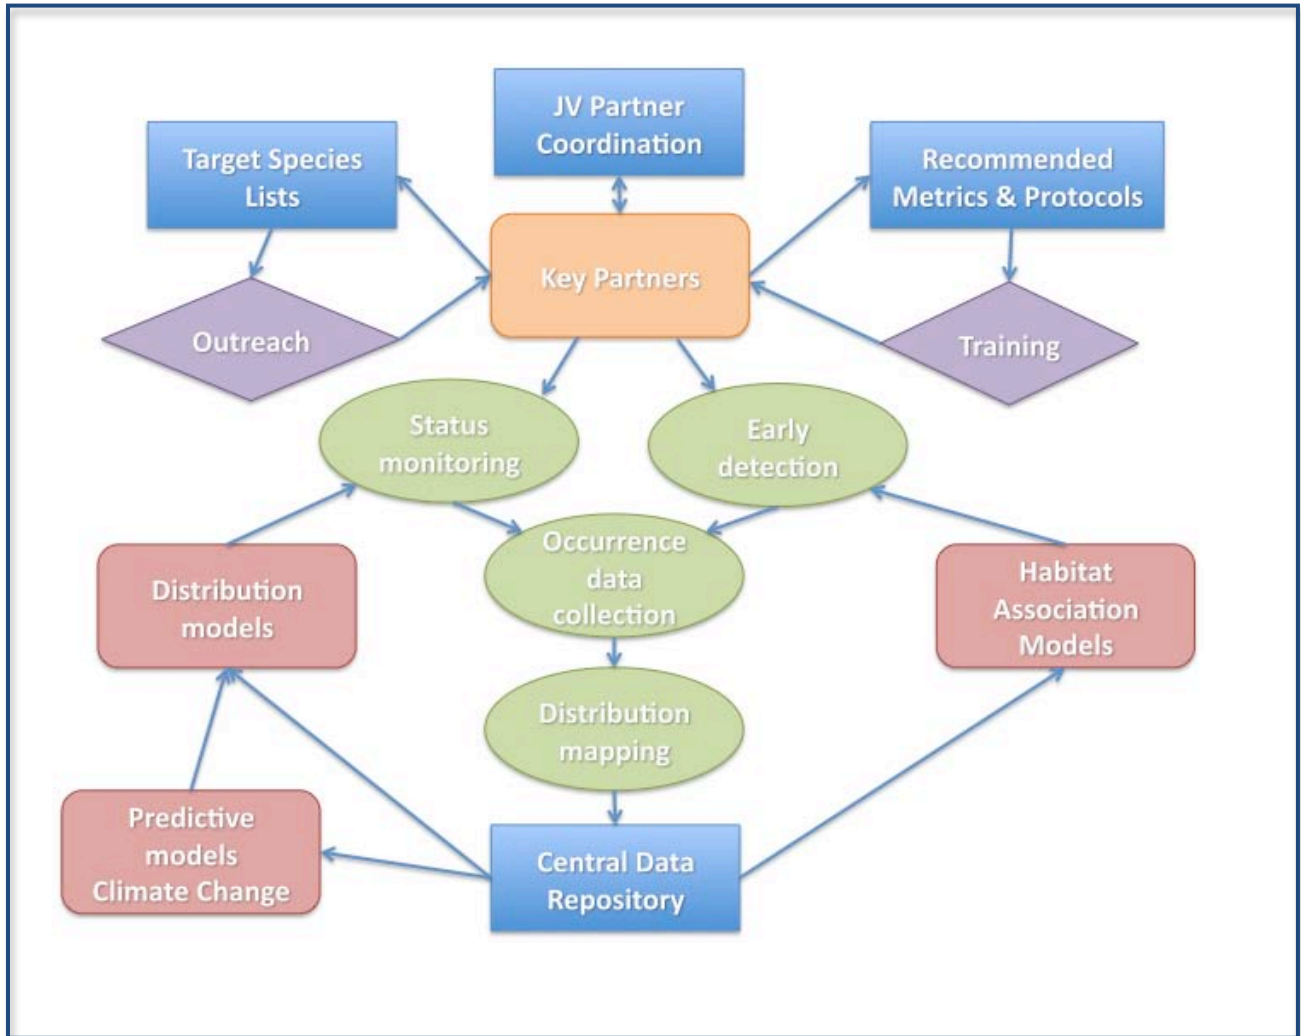 JV Partner
Coordination
Target Species
Lists
Recommended
Metrics & Protocols
Key Partners
Outreach
Training
Status
monitoring
Early
detection
Occurrence
data
collection
Distribution
models
Habitat
Association
Models
Distribution
mapping
Predictive
models
Climate Change
Central Data
Repository